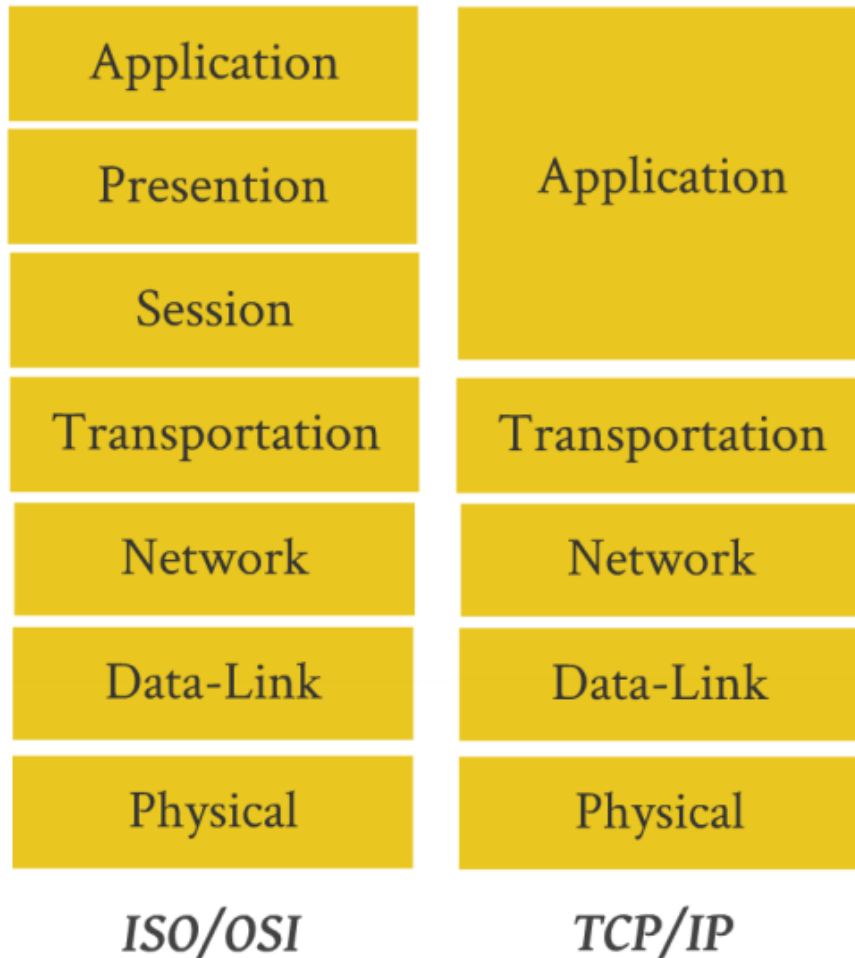 Application
Presention
Session
Transportation
Network
Data-Link
Physical
ISO/OSI
Application
Transportation
Network
Data-Link
Physical
TCP/IP